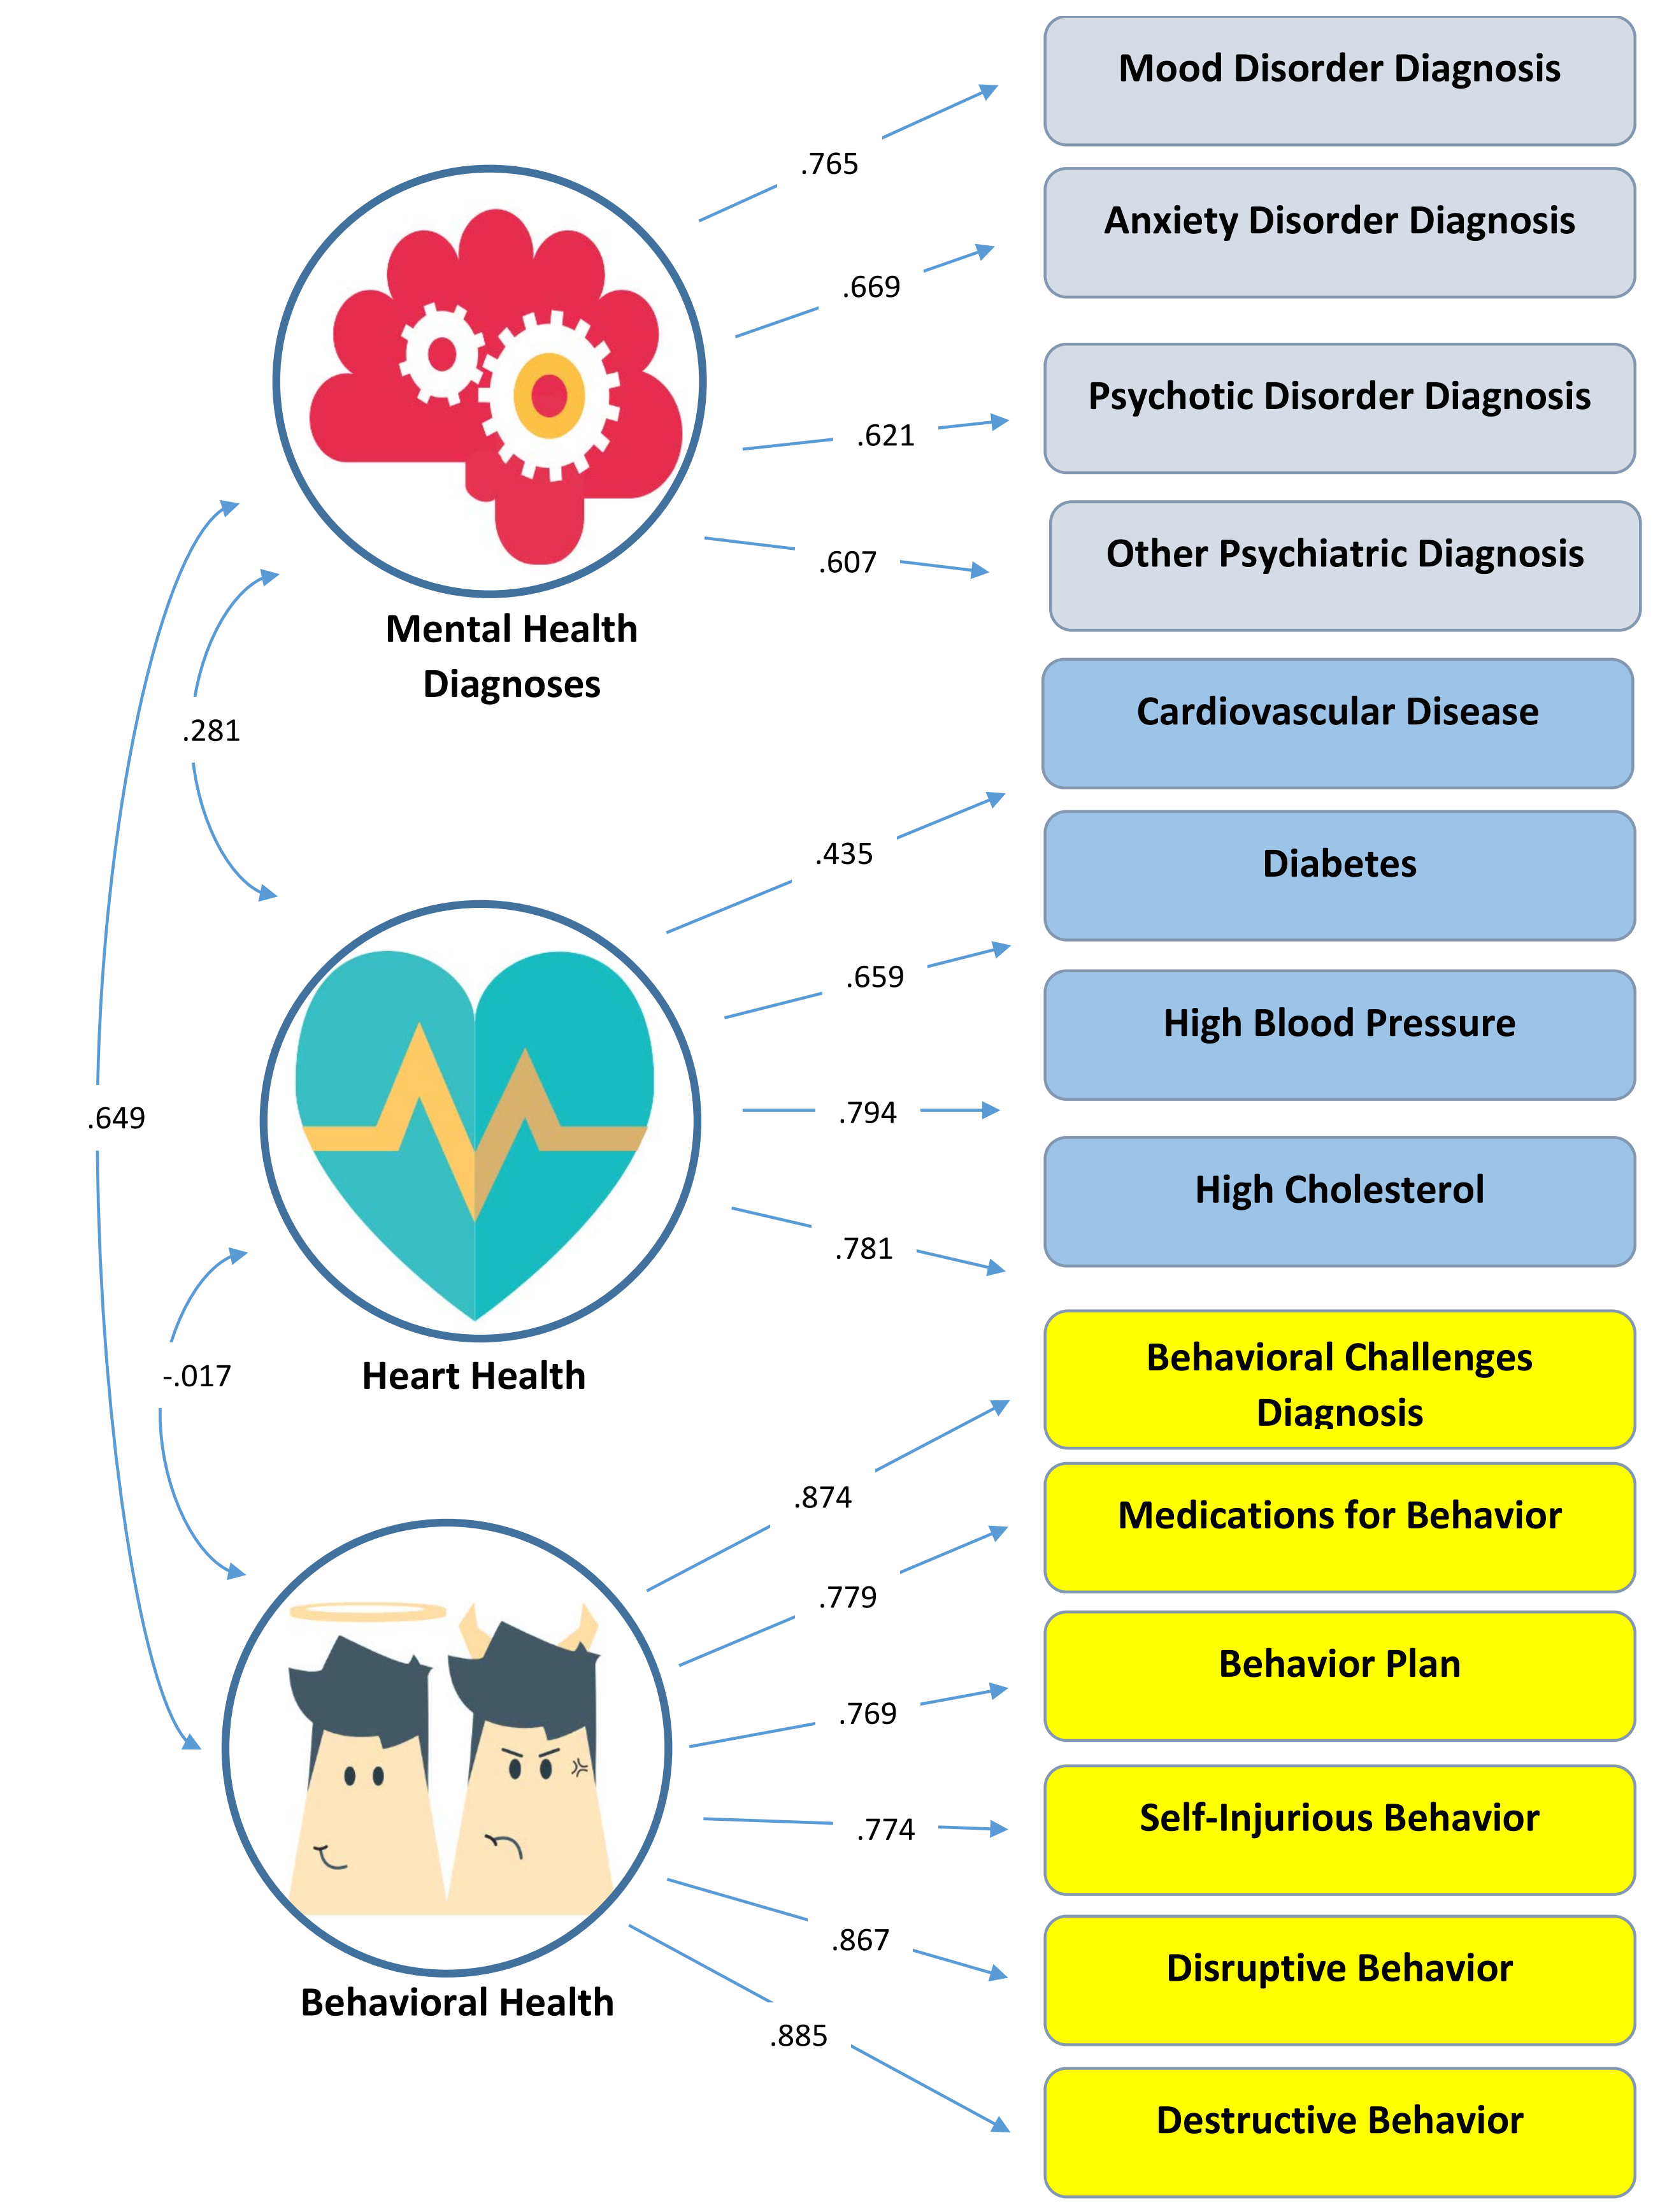 Mood Disorder Diagnosis
.765
Anxiety Disorder Diagnosis
.669
Psychotic Disorder Diagnosis
.621
Other Psychiatric Diagnosis
.607
Mental Health
Diagnoses
.281
Cardiovascular Disease
.435
Diabetes
.659
High Blood Pressure
.794
High Cholesterol
.781
.649
Heart Health
-.017
Behavioral Challenges
Diagnosis
.874
Medications for Behavior
.779
Behavior Plan
.769
Self-Injurious Behavior
.774
Disruptive Behavior
.867
Behavioral Health
.885
Destructive Behavior